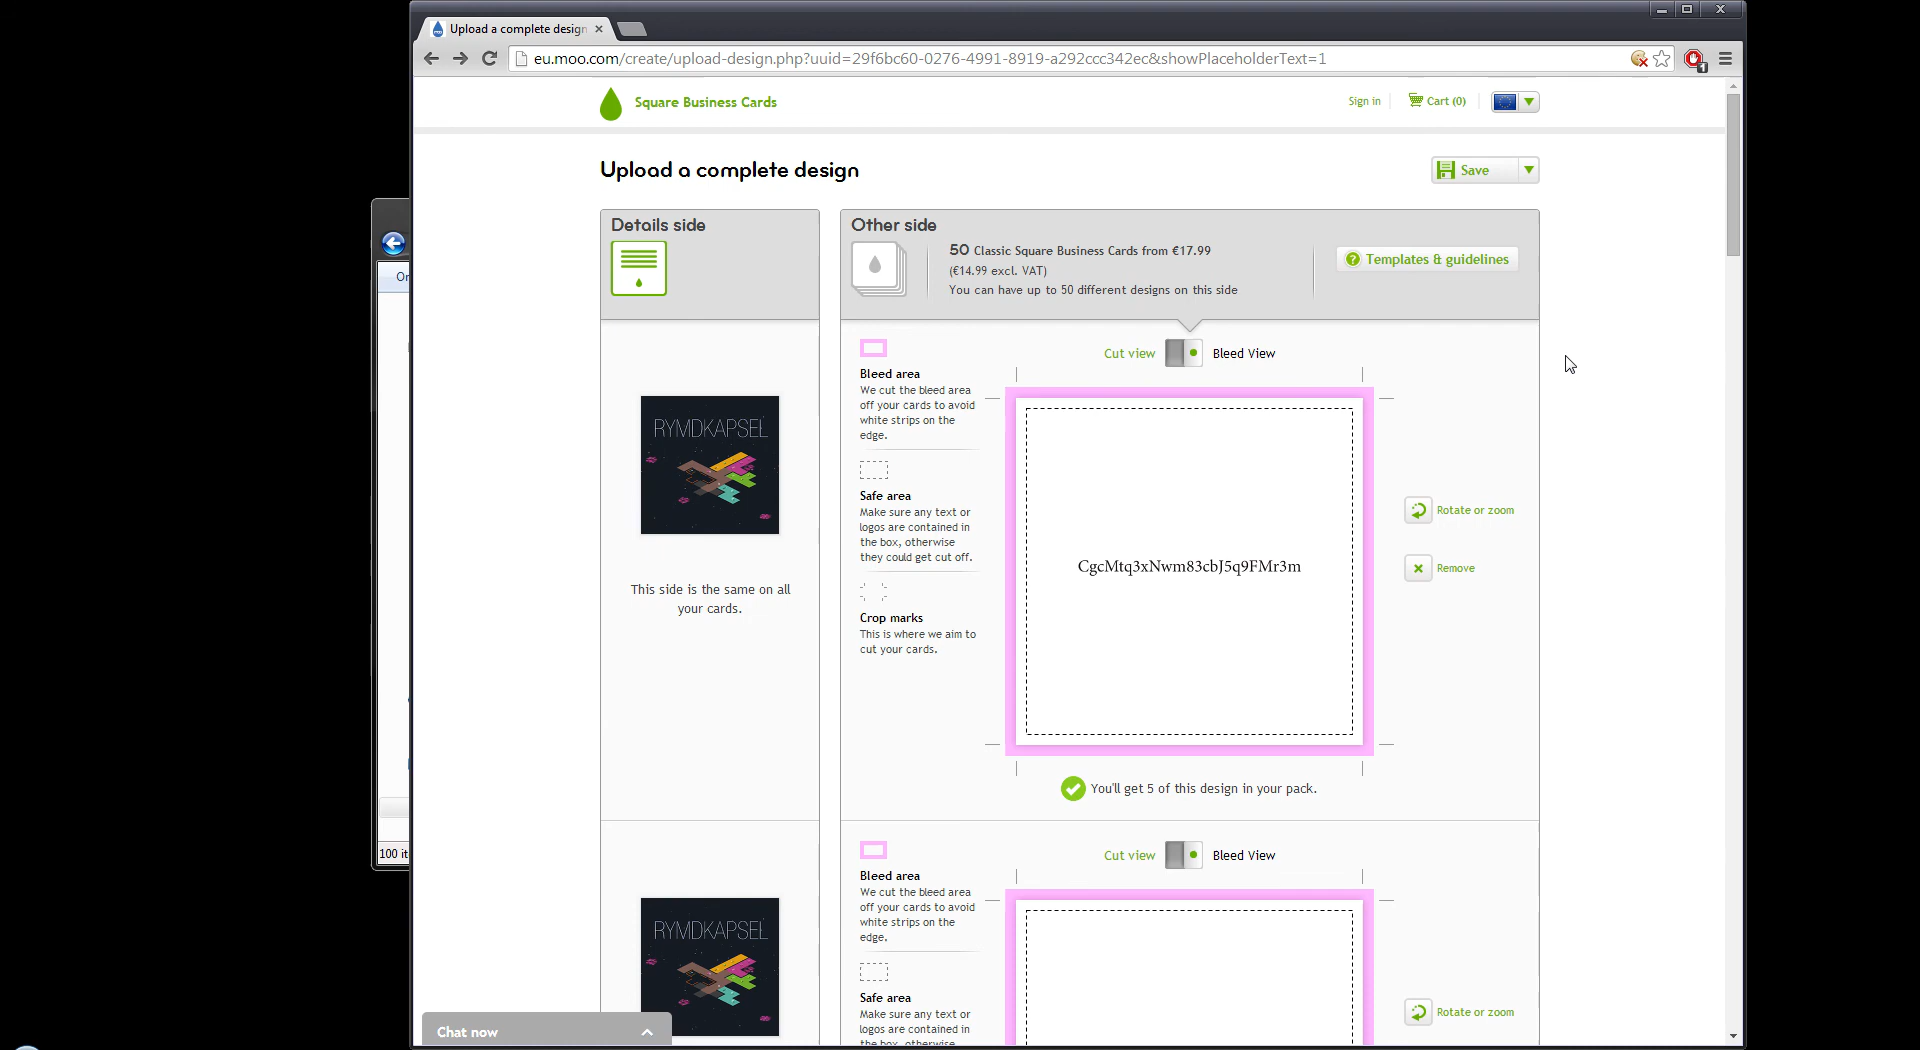 Upload a complete design
eu.moo.com/create/upload-design.php?uuid=29f6bc60-0276-4991-8919-a292ccc342ec&showPlaceholderText=1
1
Square Business Cards
Sign in
Cart (0)
Upload a complete design
Save
Details side
Other side
50 Classic Square Business Cards from €17.99
(€14.99 excl. VAT)
You can have up to 50 different designs on this side
Templates & guidelines
Cut view
Bleed View
Bleed area
We cut the bleed area
off your cards to avoid
white strips on the
edge.
RYMDKAPSEL
Safe area
Make sure any text or
logos are contained in
the box, otherwise
they could get cut off.
Rotate or zoom
CgcMtq3xNwm83cbJ5q9FMr3m
Remove
This side is the same on all
your cards.
Crop marks
This is where we aim to
cut your cards.
You'll get 5 of this design in your pack.
100 it
Cut view
Bleed View
Bleed area
We cut the bleed area
off your cards to avoid
white strips on the
edge.
RYMDKAPSEL
Safe area
Make sure any text or
logos are contained in
the box, otherwise
Rotate or zoom
Chat now